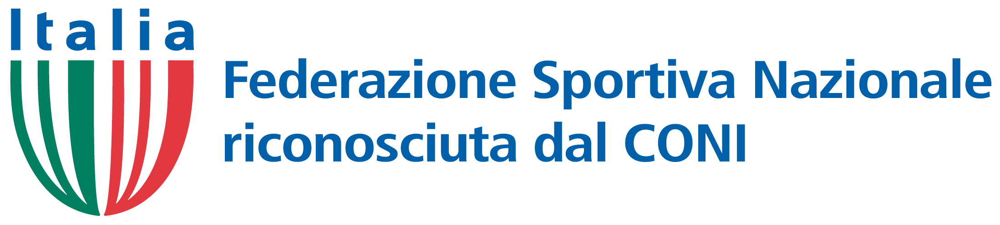 Italia
Federazione Sportiva Nazionale
riconosciuta dal CONI